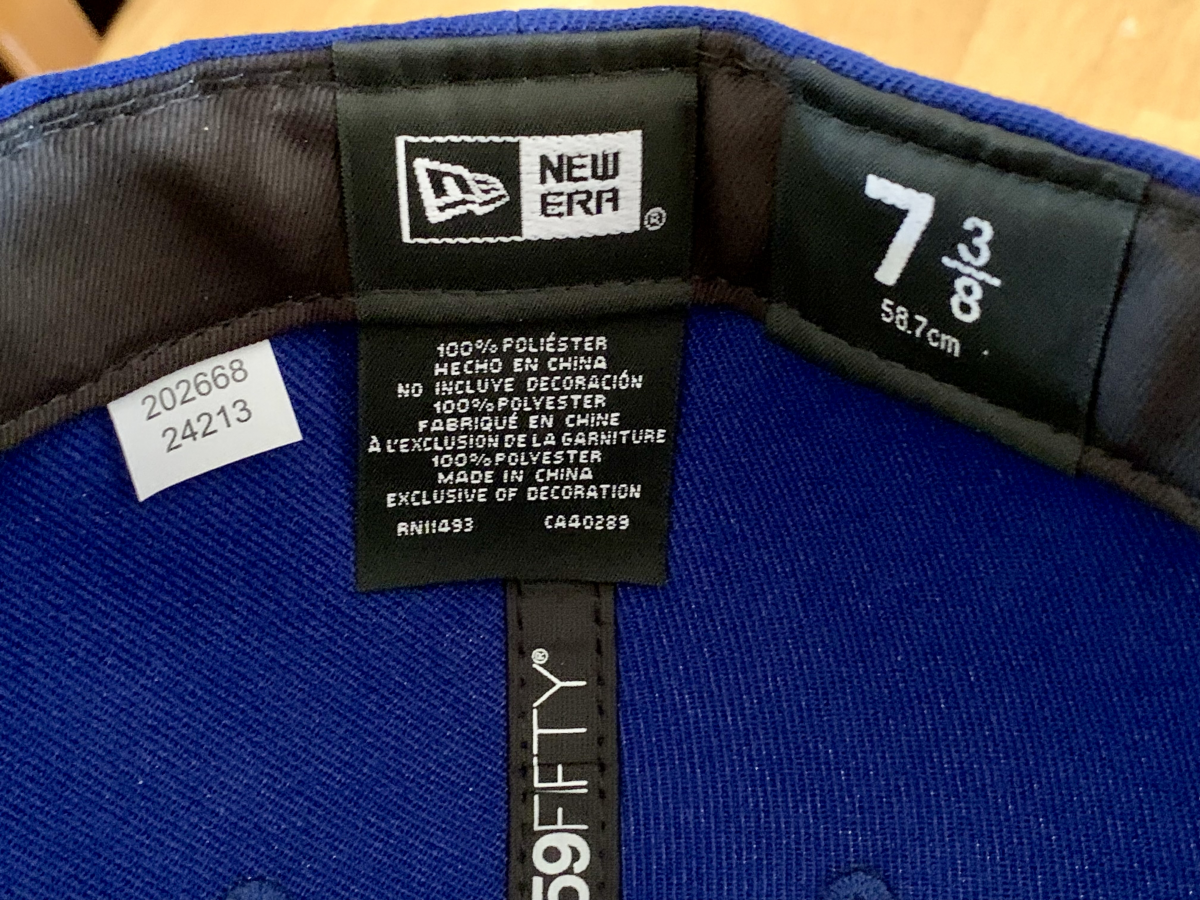 NEW
ERA
®
7 3/8
58.7cm
202668
24213
100% POLIÉSTER
HECHO EN CHINA
NO INCLUYE DECORACIÓN
100% POLYESTER
FABRIQUÉ EN CHINE
À L'EXCLUSION DE LA GARNITURE
100% POLYESTER
MADE IN CHINA
EXCLUSIVE OF DECORATION
RN11493 CA40289
59FIFTY®